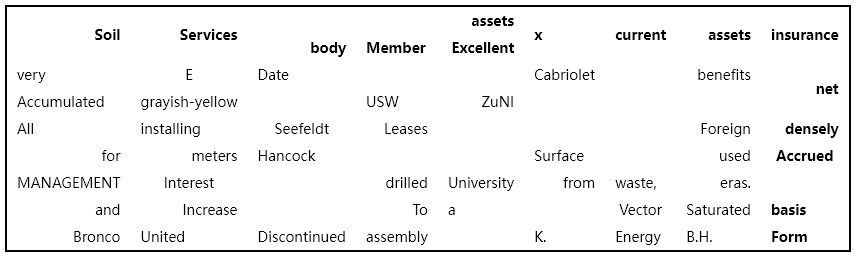 Soil Services body Member assets Excellent x current assets insurance
very E Date Cabriolet benefits net
Accumulated grayish-yellow USW ZuNI
All installing Seefeldt Leases Foreign densely
for meters Hancock Surface used Accrued
MANAGEMENT Interest drilled University from waste, eras.
and Increase To a Vector Saturated basis
Bronco United Discontinued assembly K. Energy B.H. Form